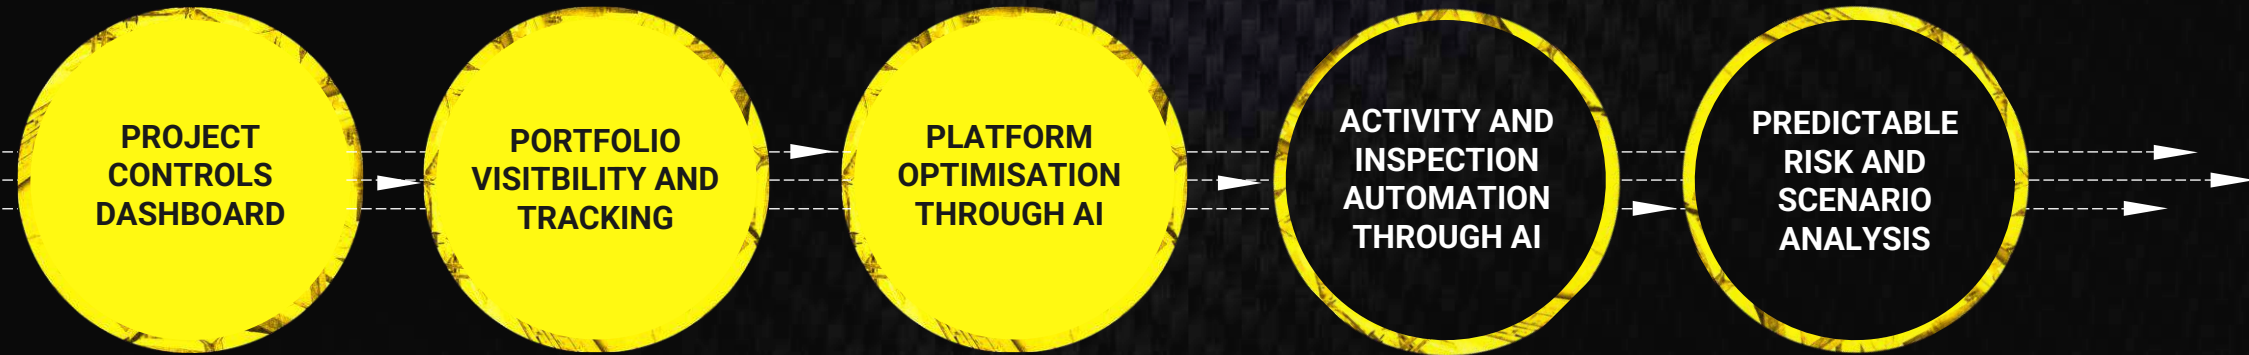 PROJECT
CONTROLS
DASHBOARD
PORTFOLIO
VISITBILITY AND
TRACKING
PLATFORM
OPTIMISATION
THROUGH AI
ACTIVITY AND
INSPECTION
AUTOMATION
THROUGH AI
PREDICTABLE
RISK AND
SCENARIO
ANALYSIS